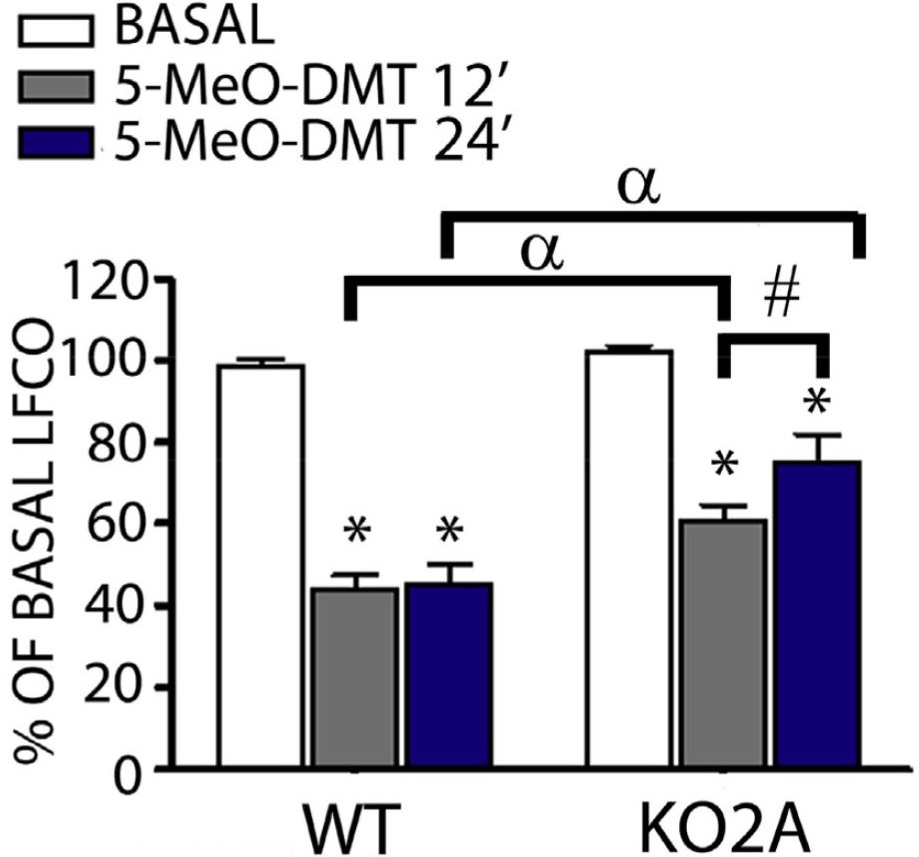 BASAL
5-MeO-DMT 12′
5-MeO-DMT 24′
α
α
#
120
100
80
60
40
20
0
% OF BASAL LFCO
*
*
*
*
WT
KO2A